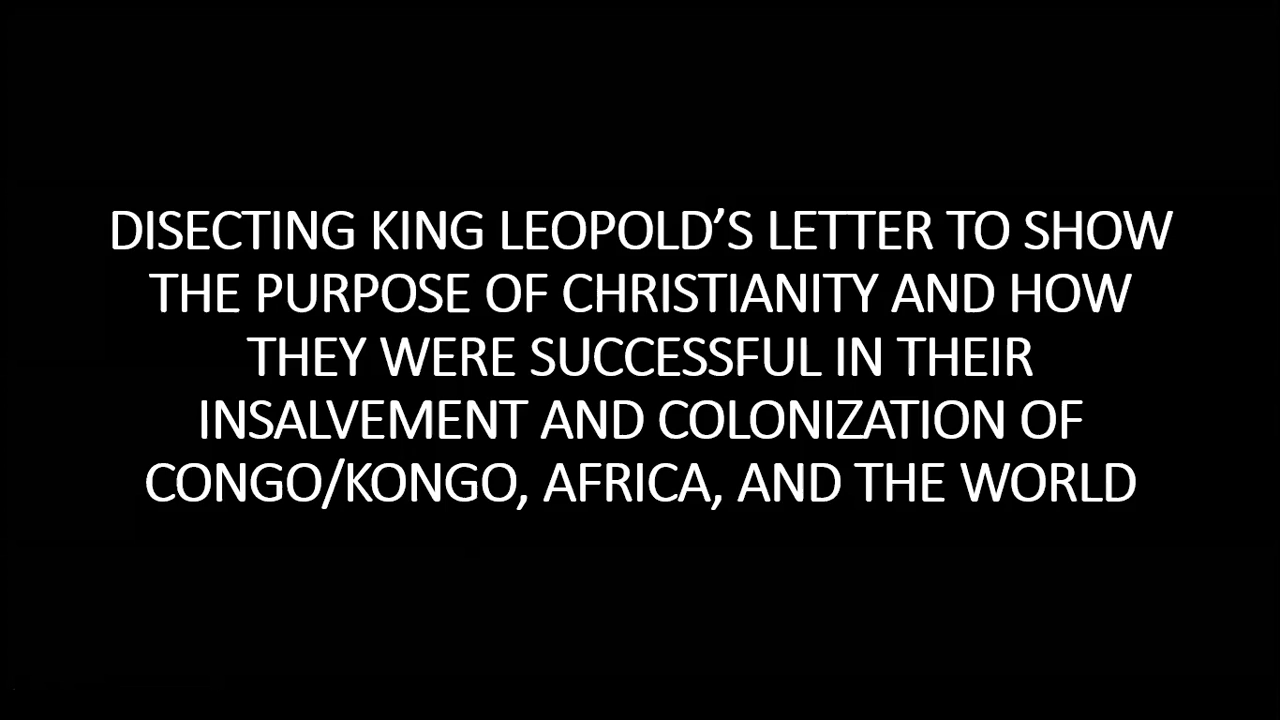 DISECTING KING LEOPOLD’S LETTER TO SHOW
THE PURPOSE OF CHRISTIANITY AND HOW
THEY WERE SUCCESSFUL IN THEIR
INSALVEMENT AND COLONIZATION OF
CONGO/KONGO, AFRICA, AND THE WORLD